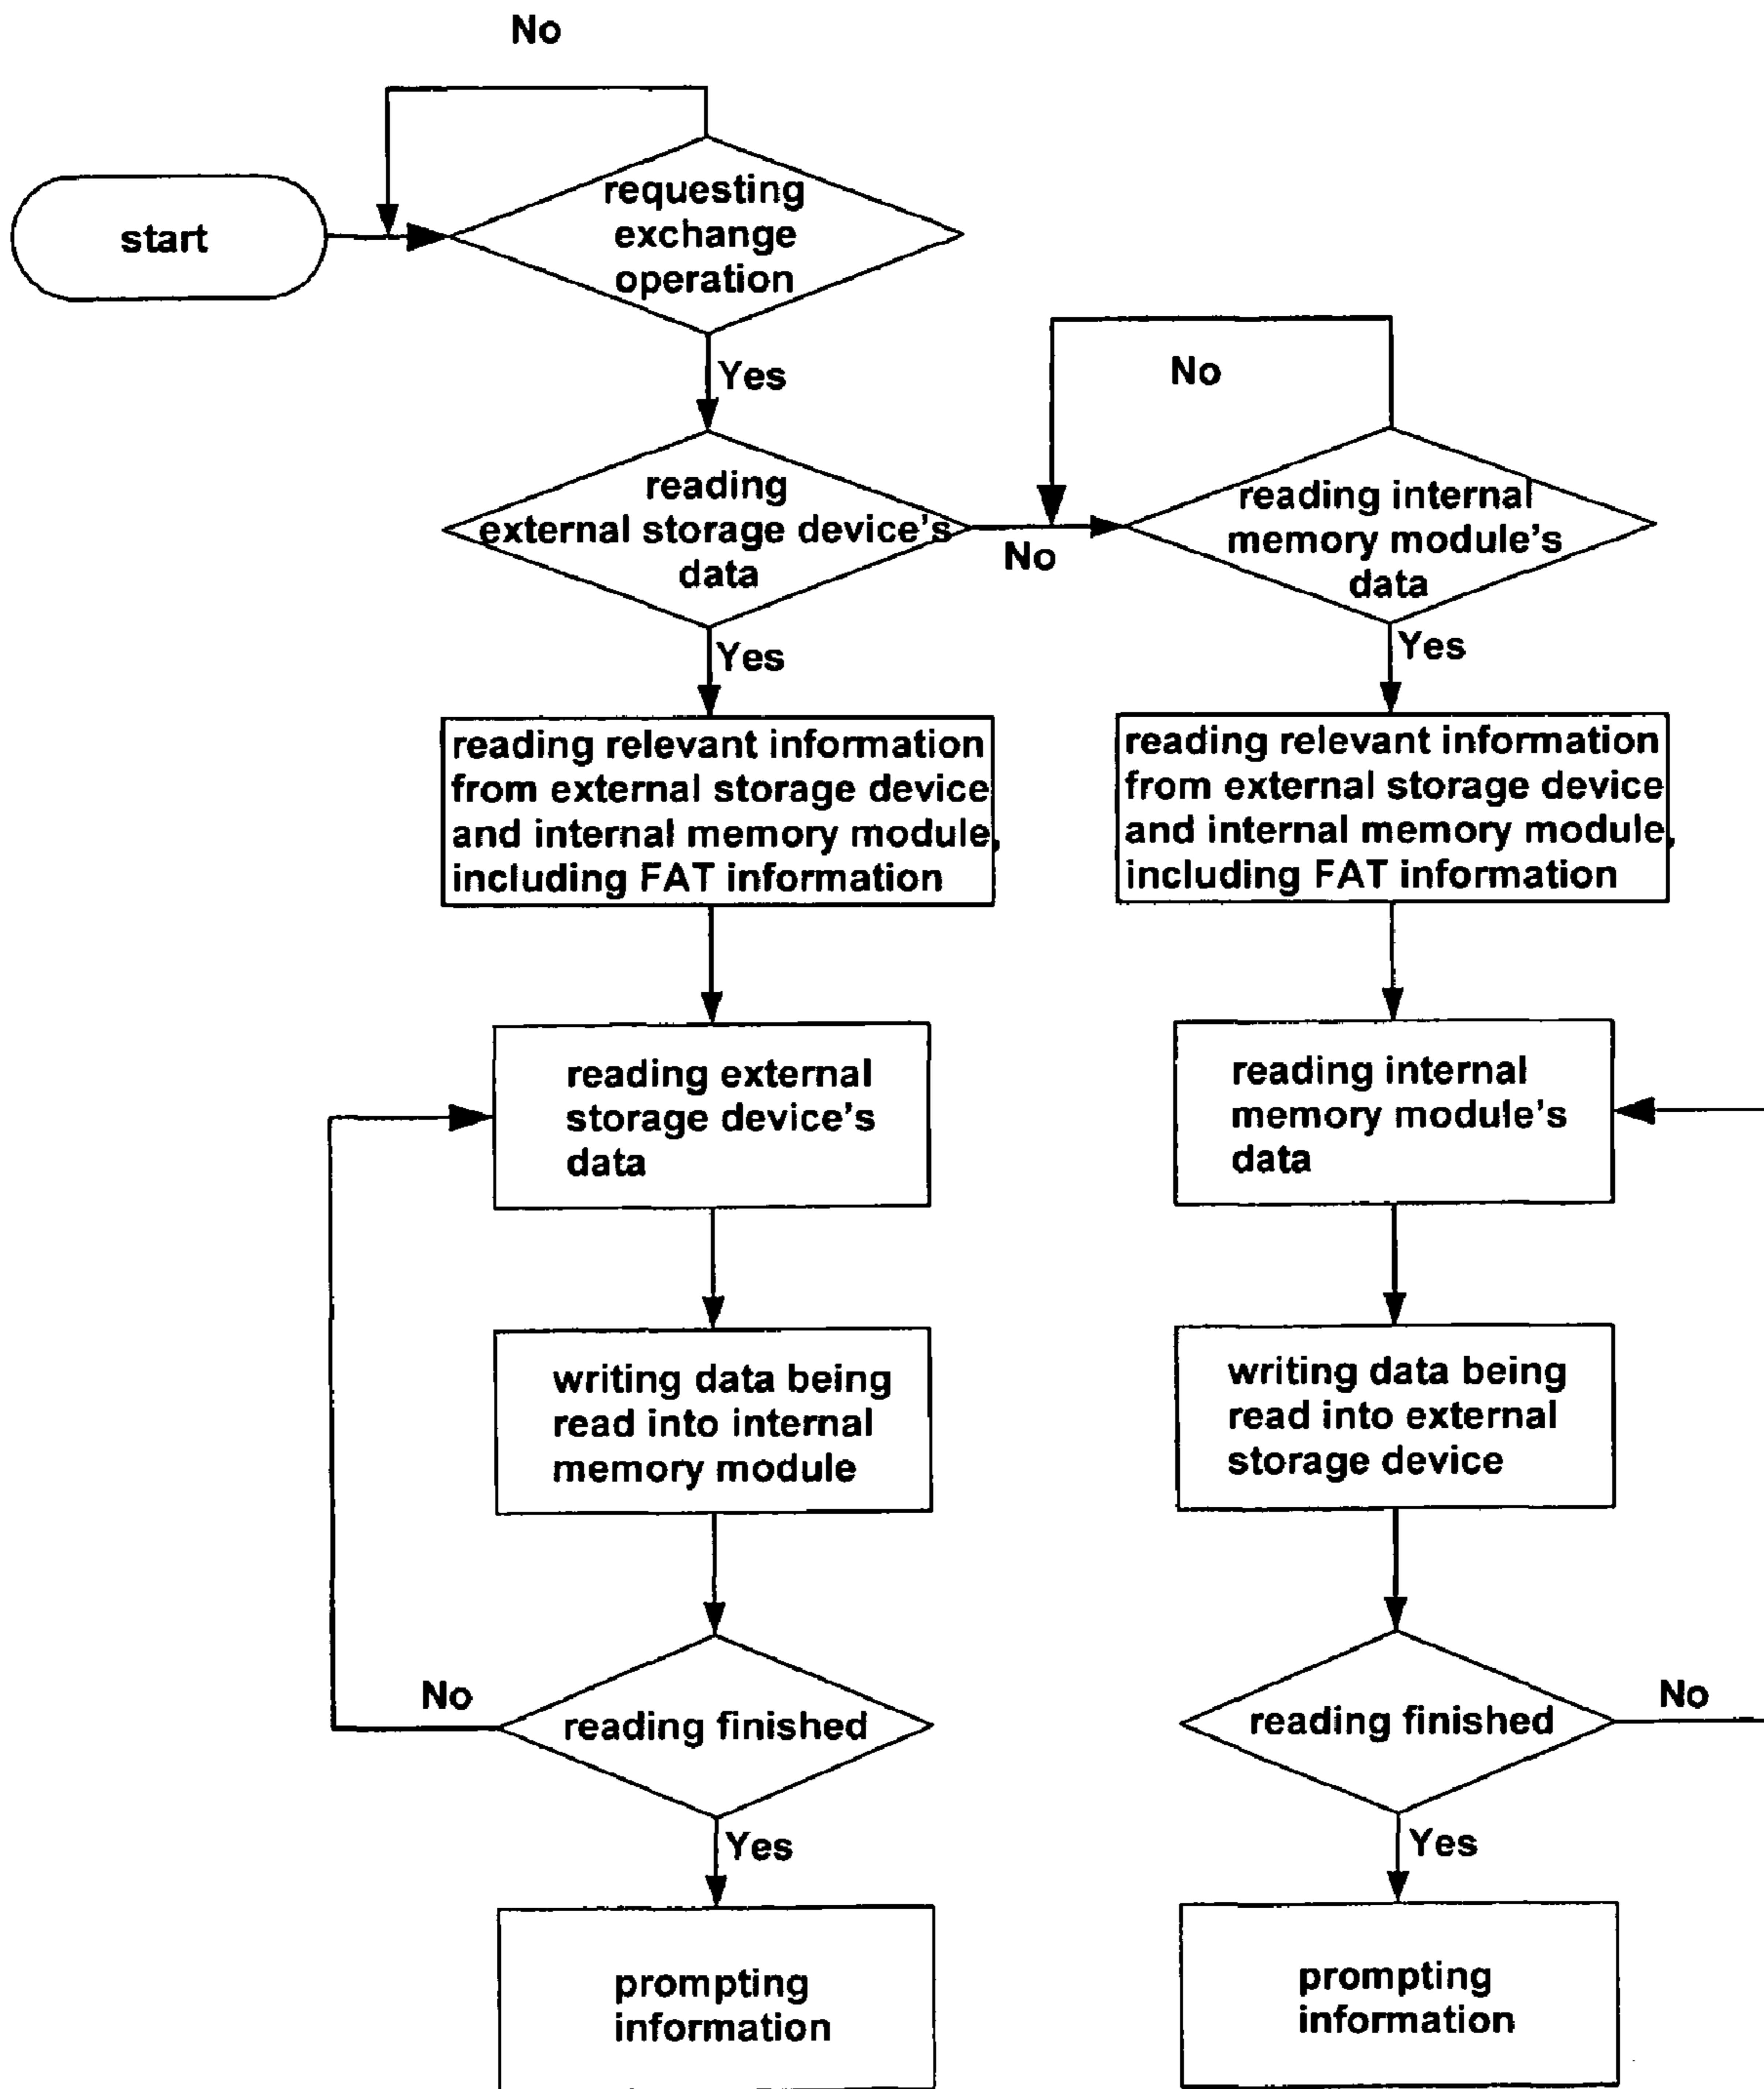 No
start
requesting
exchange
operation
Yes
No
reading
external storage device's
data
No
reading internal
memory module's
data
Yes
Yes
reading relevant information
from external storage device
and internal memory module,
including FAT information
reading relevant information
from external storage device
and internal memory module,
including FAT information
reading external
storage device's
data
reading internal
memory module's
data
writing data being
read into internal
memory module
writing data being
read into external
storage device
No
reading finished
reading finished
No
Yes
Yes
prompting
information
prompting
information